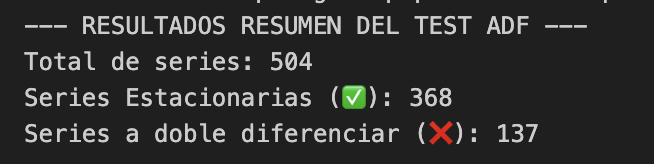 --- RESULTADOS RESUMEN DEL TEST ADF ---
Total de series: 504
Series Estacionarias (✅): 368
Series a doble diferenciar (❌): 137